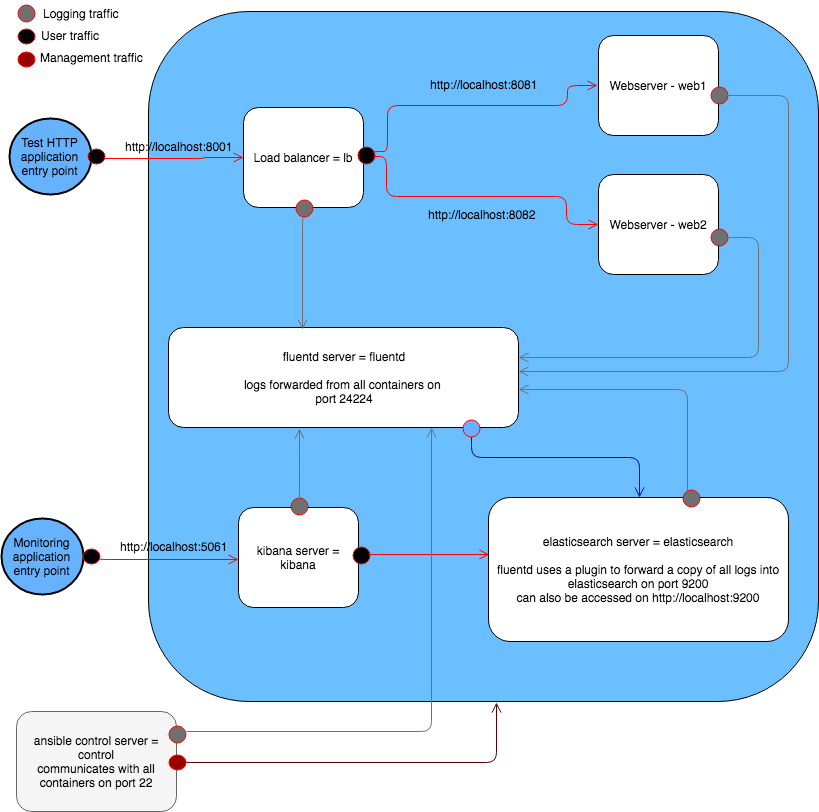 Logging traffic
User traffic
Management traffic
http://localhost:8081
Webserver - web1
Test HTTP
application
entry point
http://localhost:8001
Load balancer = lb
http://localhost:8082
Webserver - web2
fluentd server = fluentd
logs forwarded from all containers on
port 24224
Monitoring
application
entry point
http://localhost:5061
kibana server =
kibana
elasticsearch server = elasticsearch
fluentd uses a plugin to forward a copy of all logs into
elasticsearch on port 9200
can also be accessed on http://localhost:9200
ansible control server =
control
communicates with all
containers on port 22